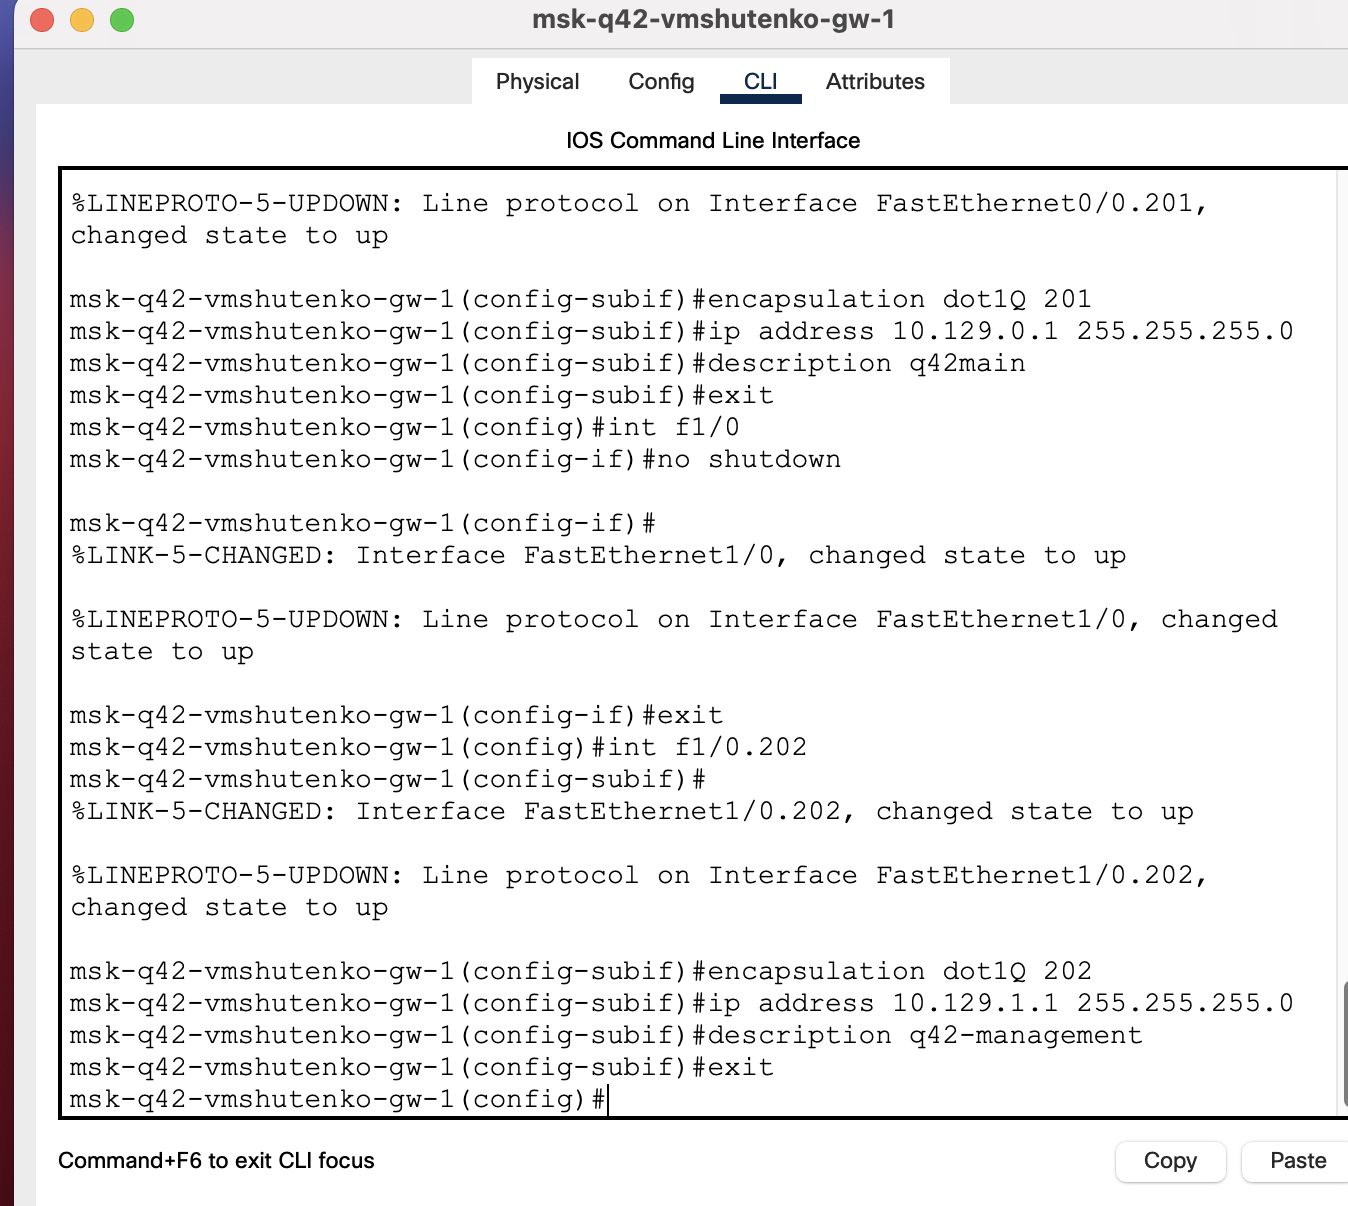 msk-q42-vmshutenko-gw-1
Physical Config CLI Attributes
IOS Command Line Interface
%LINEPROTO-5-UPDOWN: Line protocol on Interface FastEthernet0/0.201,
changed state to up
msk-q42-vmshutenko-gw-1(config-subif)#encapsulation dot1Q 201
msk-q42-vmshutenko-gw-1(config-subif)#ip address 10.129.0.1 255.255.255.0
msk-q42-vmshutenko-gw-1(config-subif)#description q42main
msk-q42-vmshutenko-gw-1(config-subif)#exit
msk-q42-vmshutenko-gw-1(config)#int f1/0
msk-q42-vmshutenko-gw-1(config-if)#no shutdown
msk-q42-vmshutenko-gw-1(config-if)#
%LINK-5-CHANGED: Interface FastEthernet1/0, changed state to up
%LINEPROTO-5-UPDOWN: Line protocol on Interface FastEthernet1/0, changed
state to up
msk-q42-vmshutenko-gw-1(config-if)#exit
msk-q42-vmshutenko-gw-1(config)#int f1/0.202
msk-q42-vmshutenko-gw-1(config-subif)#
%LINK-5-CHANGED: Interface FastEthernet1/0.202, changed state to up
%LINEPROTO-5-UPDOWN: Line protocol on Interface FastEthernet1/0.202,
changed state to up
msk-q42-vmshutenko-gw-1(config-subif)#encapsulation dot1Q 202
msk-q42-vmshutenko-gw-1(config-subif)#ip address 10.129.1.1 255.255.255.0
msk-q42-vmshutenko-gw-1(config-subif)#description q42-management
msk-q42-vmshutenko-gw-1(config-subif)#exit
msk-q42-vmshutenko-gw-1(config)#
Command+F6 to exit CLI focus
Copy Paste